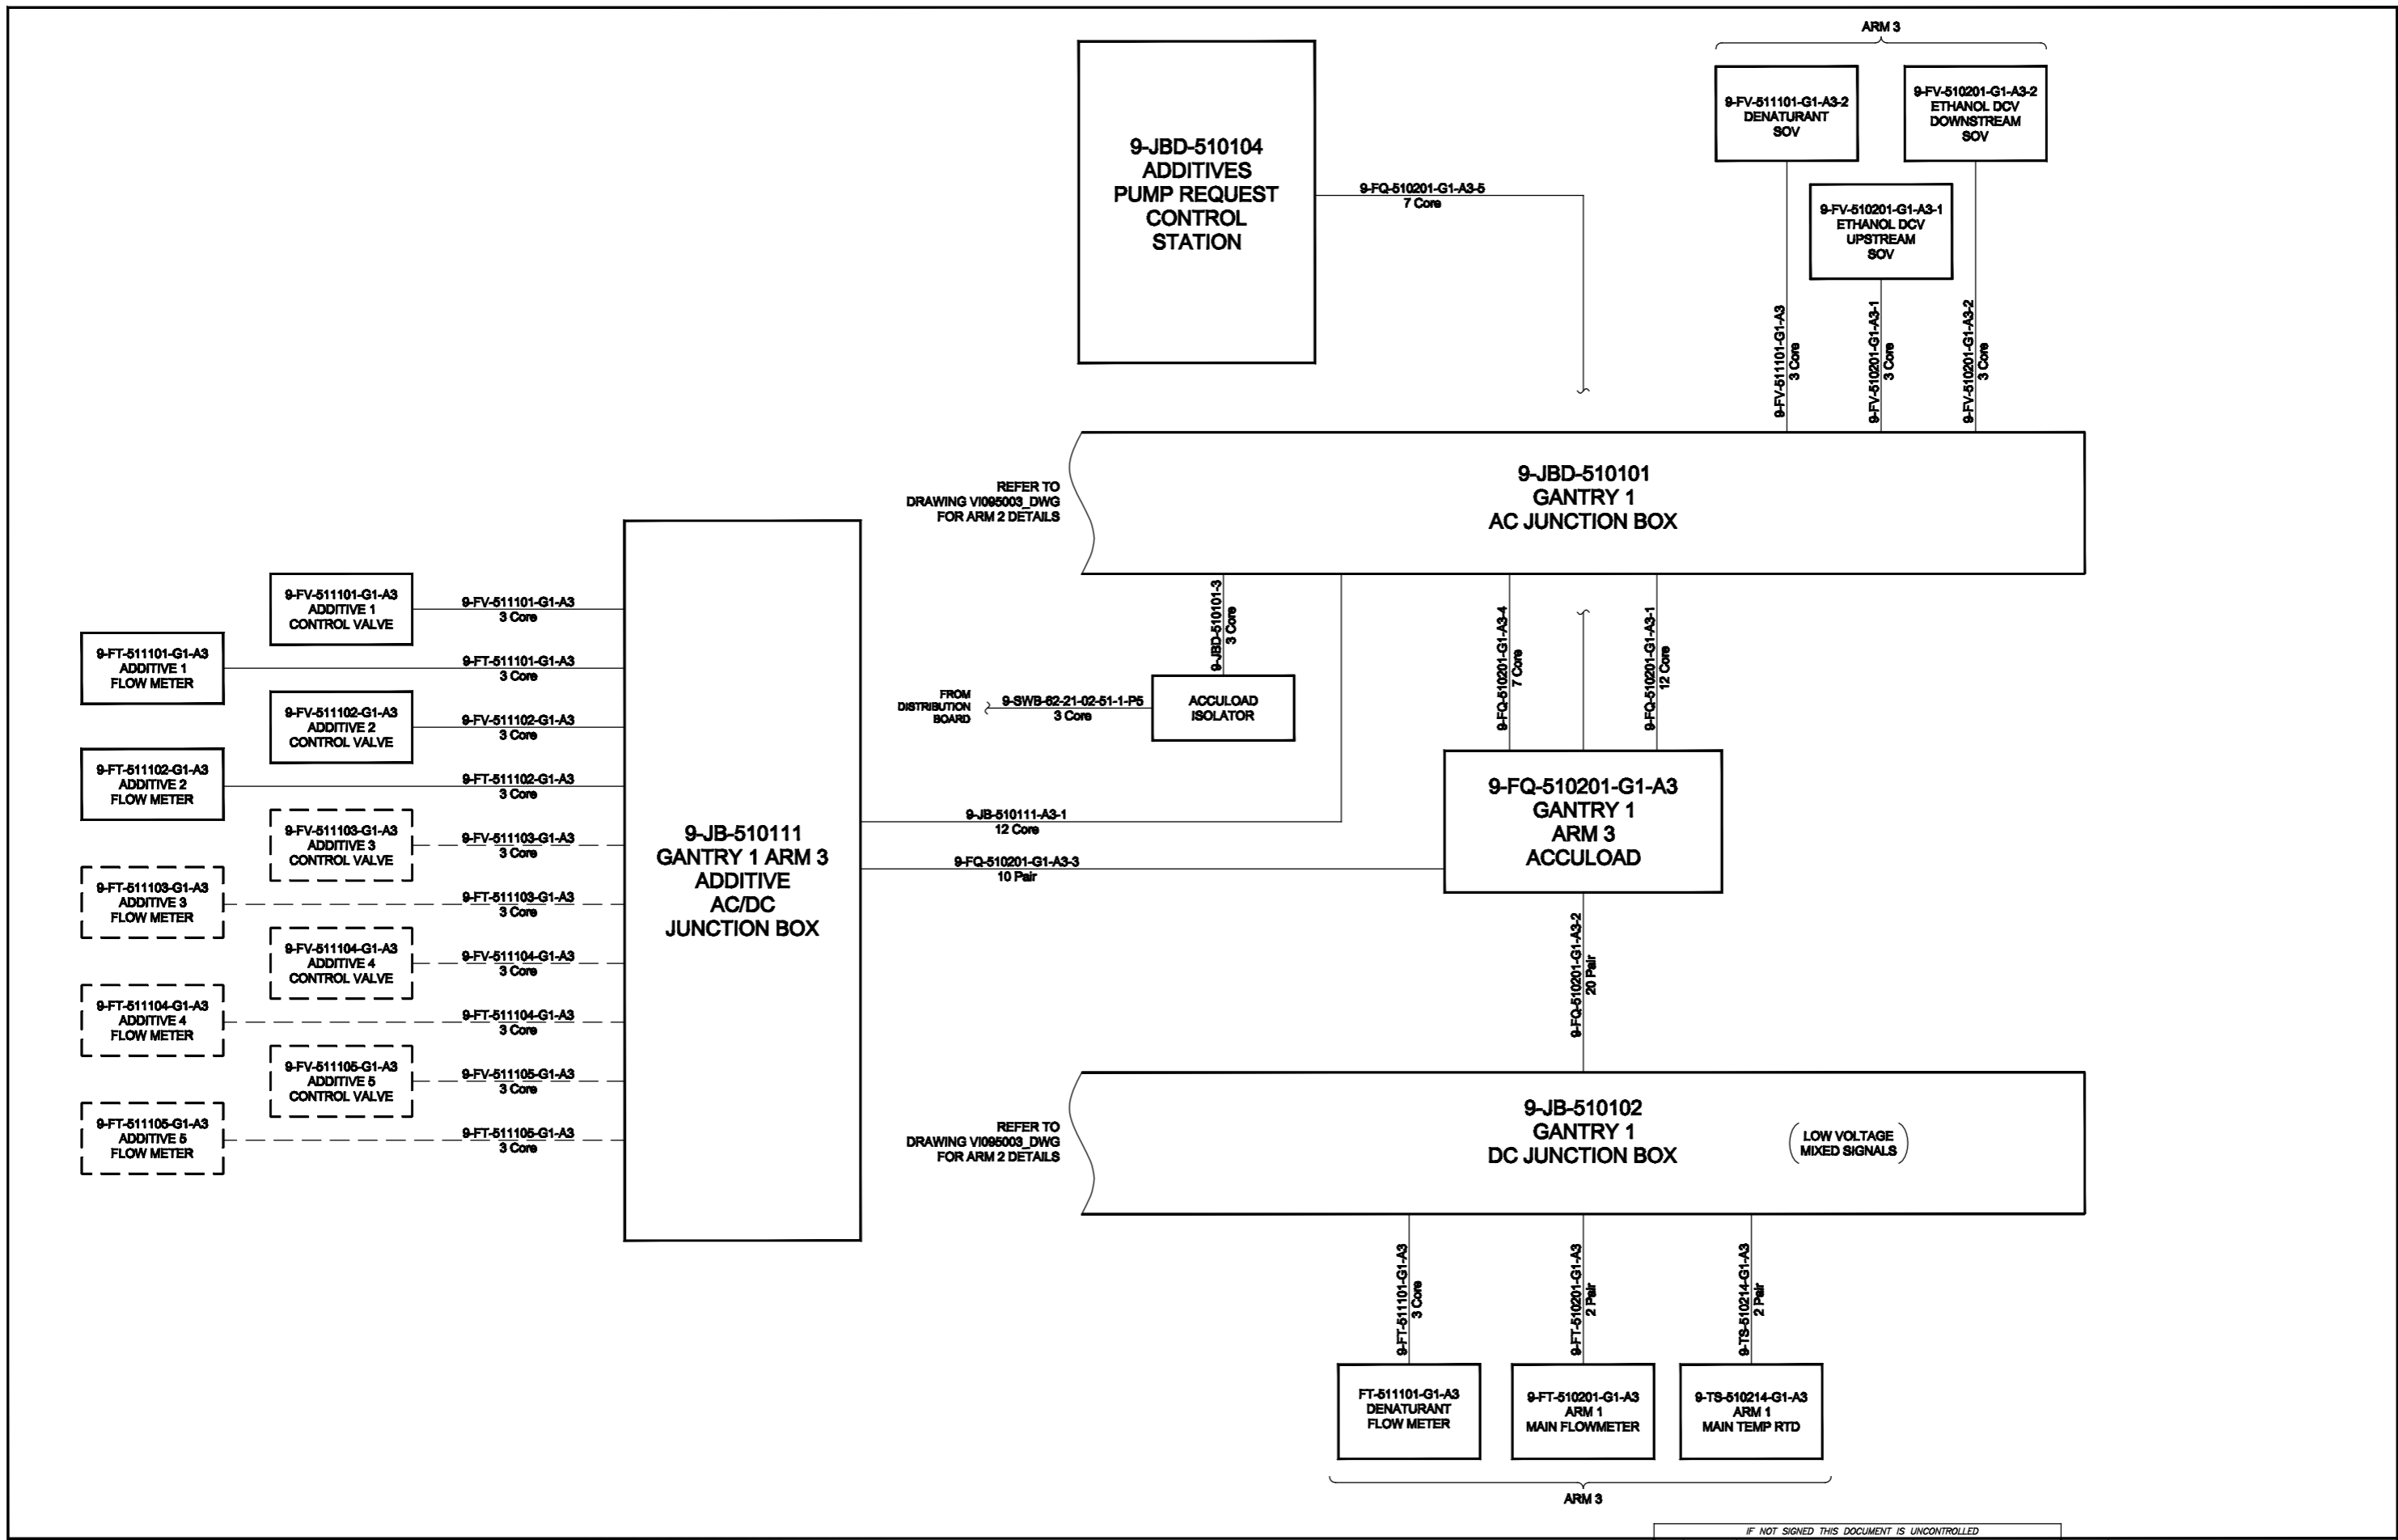 ARM 3
9-JBD-510104
ADDITIVES
PUMP REQUEST
CONTROL
STATION
9-FQ-510201-G1-A3-5
7 Core
9-FV-511101-G1-A3-2
DENATURANT
SOV
9-FV-510201-G1-A3-2
ETHANOL DCV
DOWNSTREAM
SOV
9-FV-510201-G1-A3-1
ETHANOL DCV
UPSTREAM
SOV
9-FV-511101-G1-A3
3 Core
9-FV-510201-G1-A3-1
3 Core
9-FV-510201-G1-A3-2
3 Core
REFER TO
DRAWING VI095003_DWG
FOR ARM 2 DETAILS
9-JBD-510101
GANTRY 1
AC JUNCTION BOX
9-JBD-510101-3
3 Core
9-FQ-510201-G1-A3-4
7 Core
9-FQ-510201-G1-A3-1
12 Core
FROM
DISTRIBUTION
BOARD
9-SWB-62-21-02-51-1-P5
3 Core
ACCULOAD
ISOLATOR
9-FV-511101-G1-A3
ADDITIVE 1
CONTROL VALVE
9-FV-511101-G1-A3
3 Core
9-FT-511101-G1-A3
ADDITIVE 1
FLOW METER
9-FT-511101-G1-A3
3 Core
9-FV-511102-G1-A3
ADDITIVE 2
CONTROL VALVE
9-FV-511102-G1-A3
3 Core
9-FT-511102-G1-A3
ADDITIVE 2
FLOW METER
9-FT-511102-G1-A3
3 Core
9-FV-511103-G1-A3
ADDITIVE 3
CONTROL VALVE
9-FV-511103-G1-A3
3 Core
9-FT-511103-G1-A3
ADDITIVE 3
FLOW METER
9-FT-511103-G1-A3
3 Core
9-FV-511104-G1-A3
ADDITIVE 4
CONTROL VALVE
9-FV-511104-G1-A3
3 Core
9-FT-511104-G1-A3
ADDITIVE 4
FLOW METER
9-FT-511104-G1-A3
3 Core
9-FV-511105-G1-A3
ADDITIVE 5
CONTROL VALVE
9-FV-511105-G1-A3
3 Core
9-FT-511105-G1-A3
ADDITIVE 5
FLOW METER
9-FT-511105-G1-A3
3 Core
9-JB-510111
GANTRY 1 ARM 3
ADDITIVE
AC/DC
JUNCTION BOX
9-JB-510111-A3-1
12 Core
9-FQ-510201-G1-A3-3
10 Pair
9-FQ-510201-G1-A3
GANTRY 1
ARM 3
ACCULOAD
9-FQ-510201-G1-A3-2
20 Pair
REFER TO
DRAWING VI095003_DWG
FOR ARM 2 DETAILS
9-JB-510102
GANTRY 1
DC JUNCTION BOX
LOW VOLTAGE
MIXED SIGNALS
9-FT-511101-G1-A3
3 Core
9-FT-510201-G1-A3
2 Pair
9-TS-510214-G1-A3
2 Pair
FT-511101-G1-A3
DENATURANT
FLOW METER
9-FT-510201-G1-A3
ARM 1
MAIN FLOWMETER
9-TS-510214-G1-A3
ARM 1
MAIN TEMP RTD
ARM 3
IF NOT SIGNED THIS DOCUMENT IS UNCONTROLLED